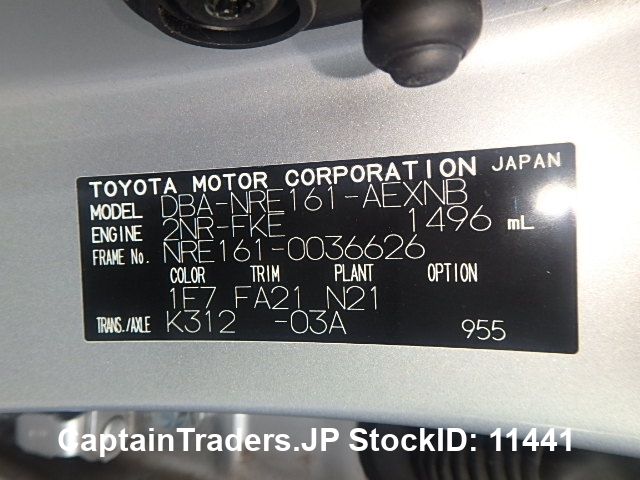 TOYOTA MOTOR CORPORATION JAPAN
MODEL DBA-NRE161-AEXNB
ENGINE 2NR-FKE 1496 mL
FRAME No. NRE161-0036626
COLOR TRIM PLANT OPTION
1F7 FA21 N21
TRANS./AXLE K312 -03A 955
CaptainTraders.JP StockID: 11441